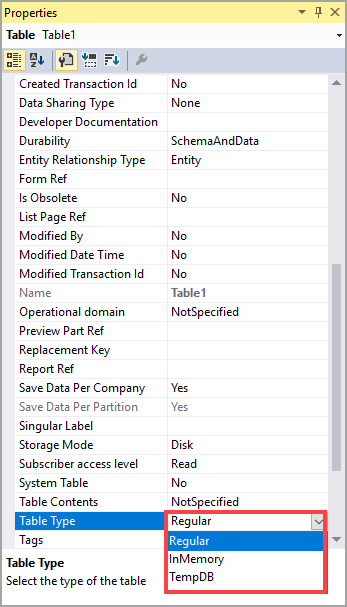 Properties
Table Table1
Created Transaction Id No
Data Sharing Type None
Developer Documentation
Durability SchemaAndData
Entity Relationship Type Entity
Form Ref
Is Obsolete No
List Page Ref
Modified By No
Modified Date Time No
Modified Transaction Id No
Name Table1
Operational domain NotSpecified
Preview Part Ref
Replacement Key
Report Ref
Save Data Per Company Yes
Save Data Per Partition Yes
Singular Label
Storage Mode Disk
Subscriber access level Read
System Table No
Table Contents NotSpecified
Table Type Regular
Tags Regular
InMemory
TempDB
Table Type
Select the type of the table